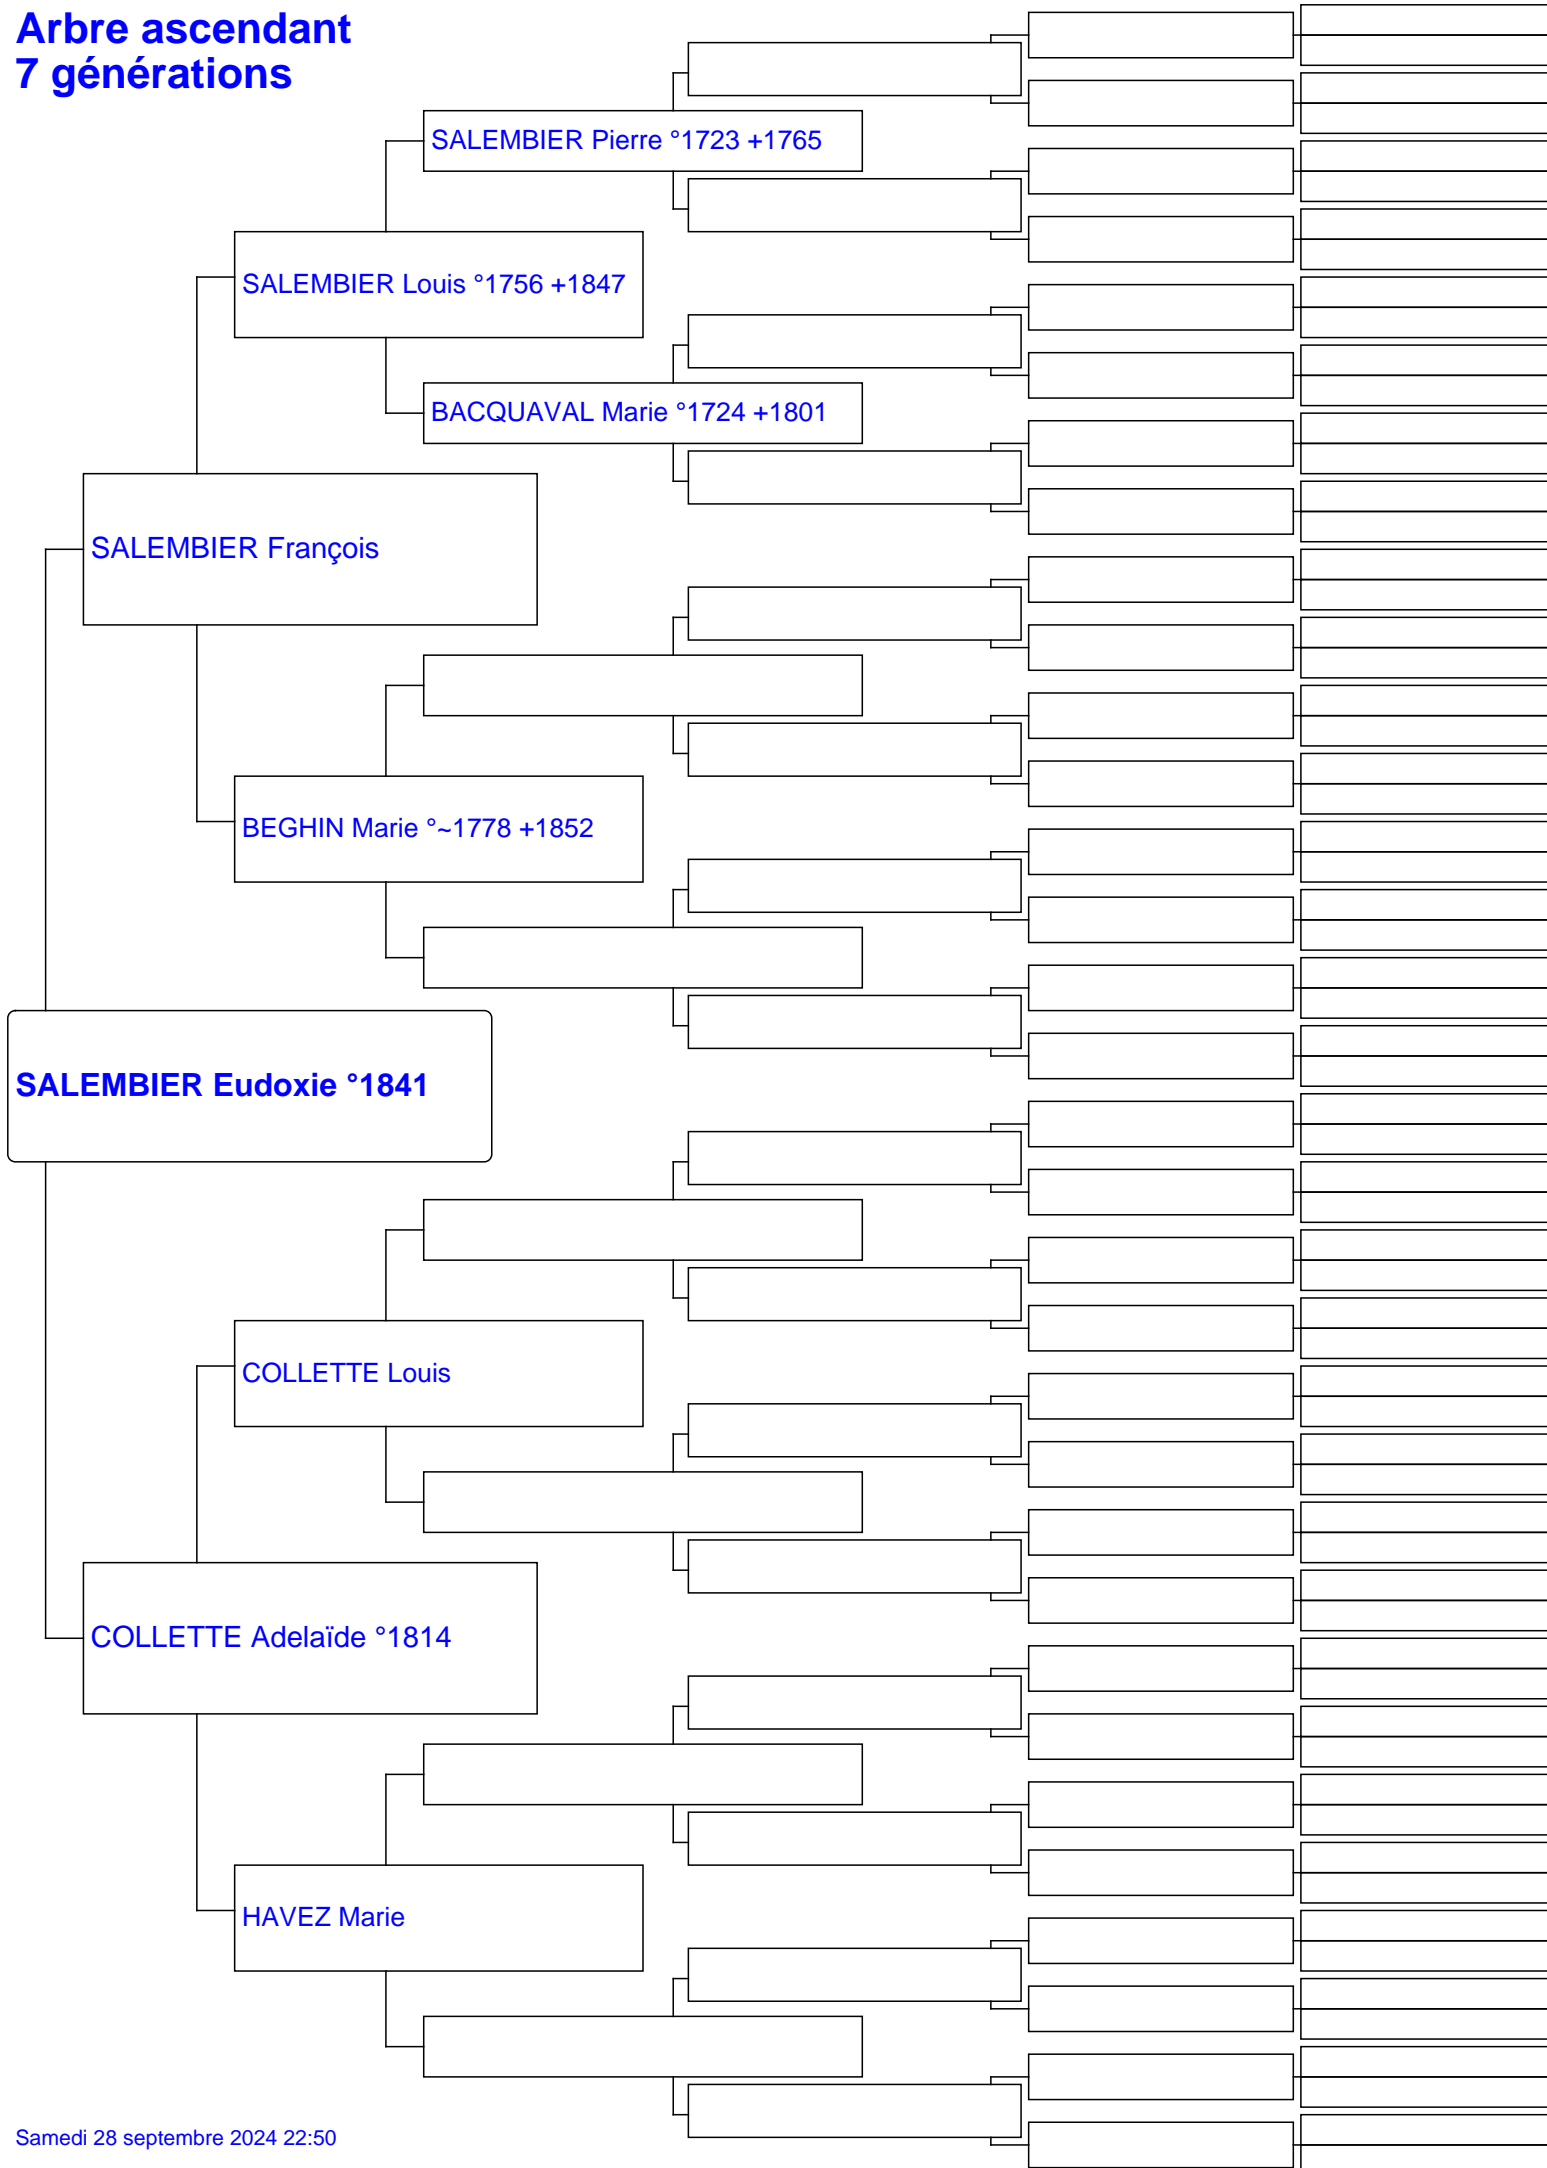 Arbre ascendant
7 générations
SALEMBIER Pierre °1723 +1765
SALEMBIER Louis °1756 +1847
BACQUAVAL Marie °1724 +1801
SALEMBIER François
BEGHIN Marie °~1778 +1852
SALEMBIER Eudoxie °1841
COLLETTE Louis
COLLETTE Adelaïde °1814
HAVEZ Marie
Samedi 28 septembre 2024 22:50